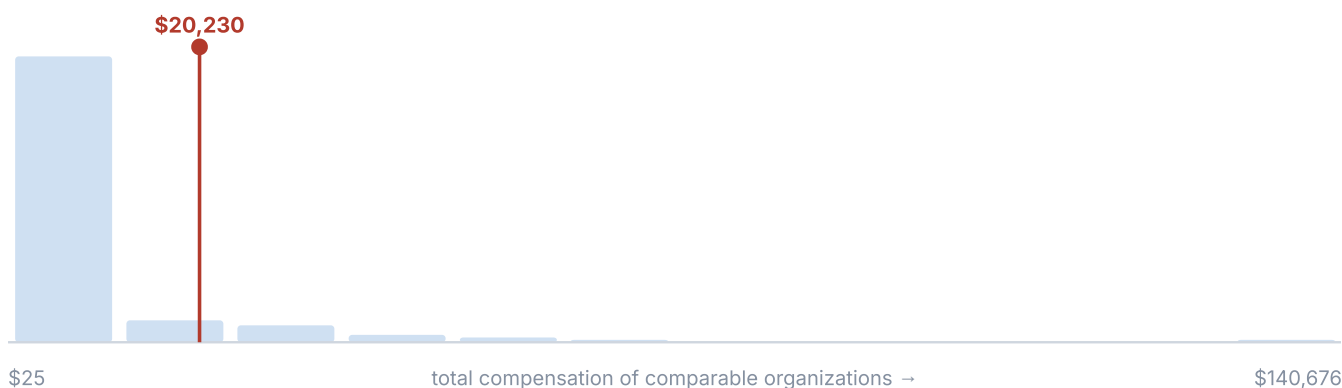 $20,230
$25 total compensation of comparable organizations → $140,676